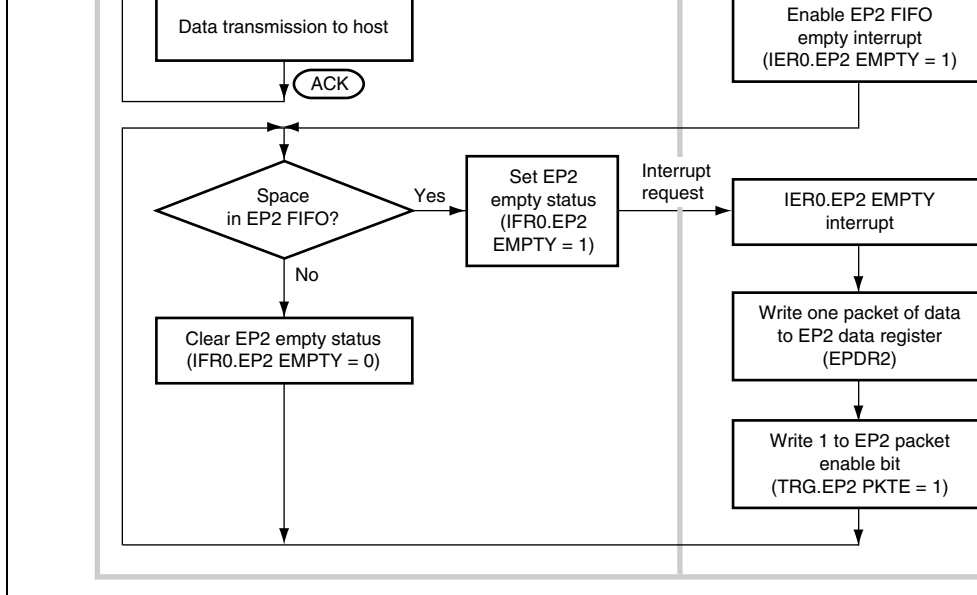 Data transmission to host
ACK
Enable EP2 FIFO
empty interrupt
(IER0.EP2 EMPTY = 1)
Space
in EP2 FIFO?
Yes
Set EP2
empty status
(IFR0.EP2
EMPTY = 1)
Interrupt
request
IER0.EP2 EMPTY
interrupt
No
Clear EP2 empty status
(IFR0.EP2 EMPTY = 0)
Write one packet of data
to EP2 data register
(EPDR2)
Write 1 to EP2 packet
enable bit
(TRG.EP2 PKTE = 1)